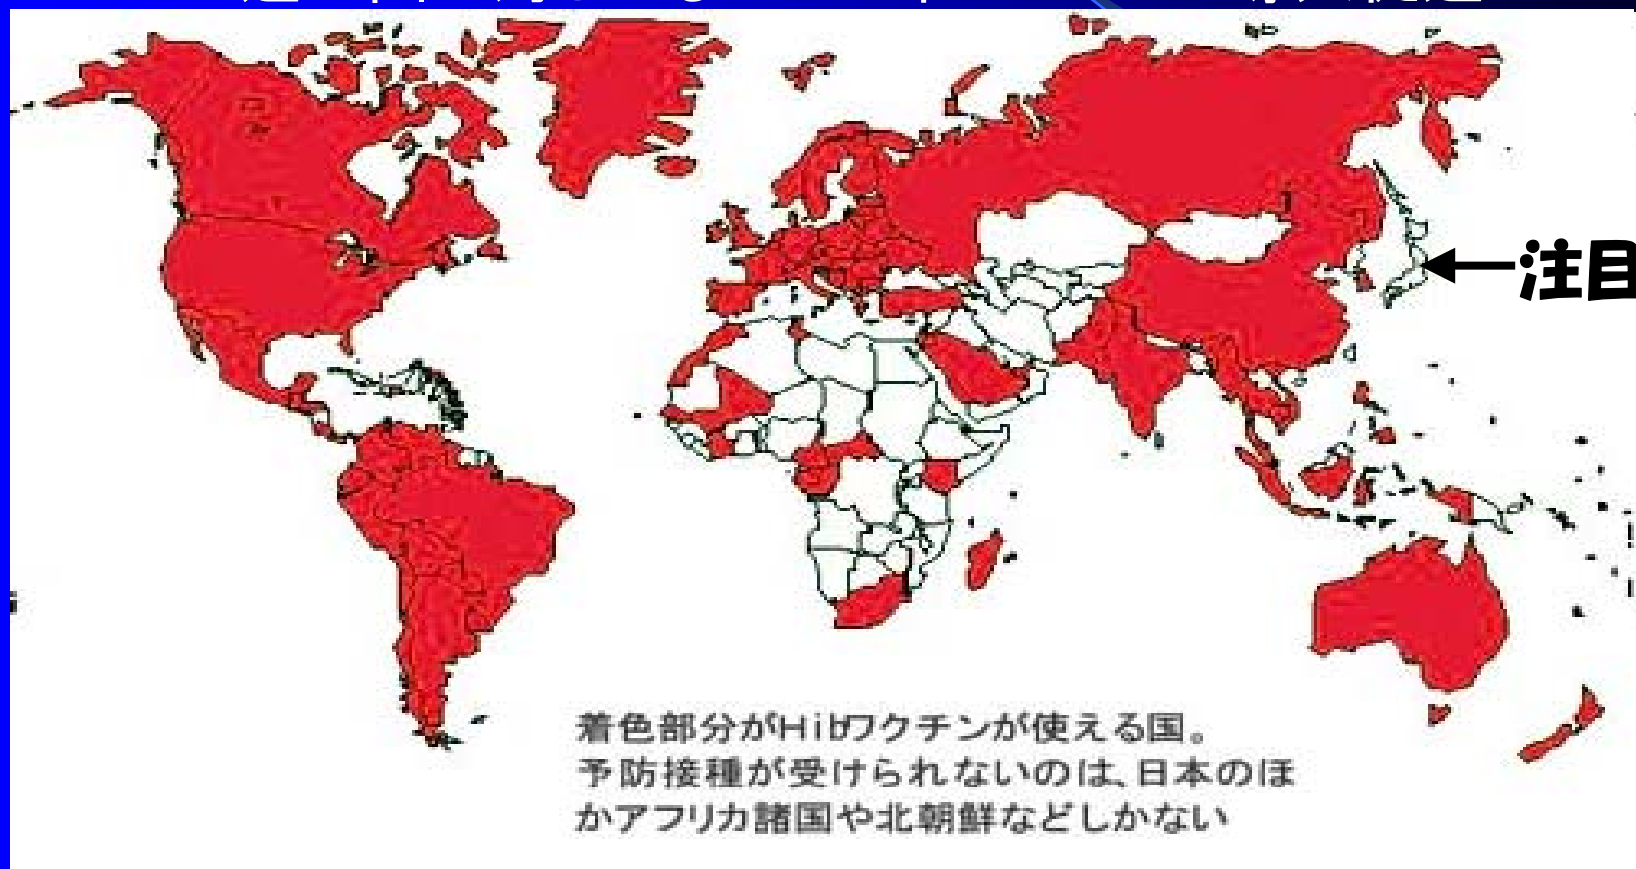 注目
着色部分がHibワクチンが使える国。
予防接種が受けられないのは、日本のほ
かアフリカ諸国や北朝鮮などしかない